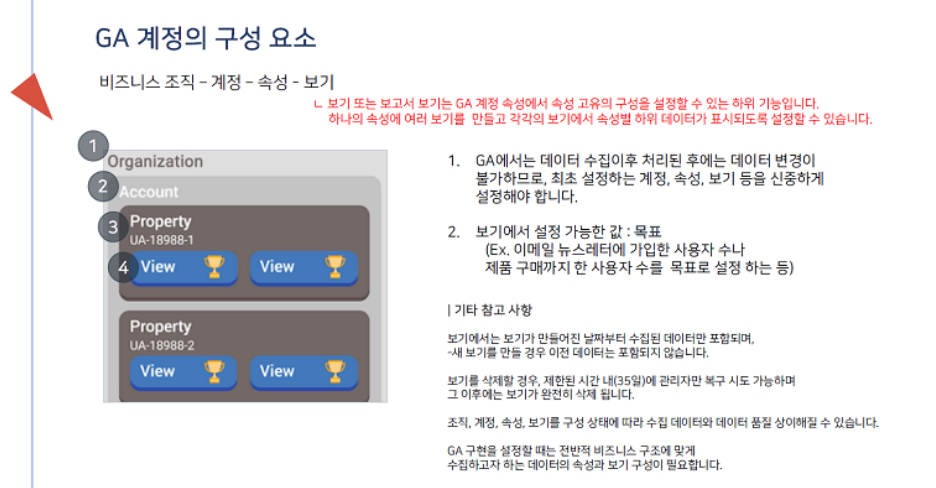 GA 계정의 구성 요소
비즈니스 조직 – 계정 – 속성 - 보기
ㄴ 보기 또는 보고서 보기는 GA 계정 속성에서 속성 고유의 구성을 설정할 수 있는 하위 기능입니다.
하나의 속성에 여러 보기를 만들고 각각의 보기에서 속성별 하위 데이터가 표시되도록 설정할 수 있습니다.
1
Organization
2
Account
3
Property
UA-18988-1
4
View
View
Property
UA-18988-2
View
View
1. GA에서는 데이터 수집이후 처리된 후에는 데이터 변경이
불가하므로, 최초 설정하는 계정, 속성, 보기 등을 신중하게
설정해야 합니다.
2. 보기에서 설정 가능한 값 : 목표
(Ex. 이메일 뉴스레터에 가입한 사용자 수나
제품 구매까지 한 사용자 수를 목표로 설정 하는 등)
| 기타 참고 사항
보기에서는 보기가 만들어진 날짜부터 수집된 데이터만 포함되며,
-새 보기를 만들 경우 이전 데이터는 포함되지 않습니다.
보기를 삭제할 경우, 제한된 시간 내(35일)에 관리자만 복구 시도 가능하며
그 이후에는 보기가 완전히 삭제 됩니다.
조직, 계정, 속성, 보기를 구성 상태에 따라 수집 데이터와 데이터 품질 상이해질 수 있습니다.
GA 구현을 설정할 때는 전반적 비즈니스 구조에 맞게
수집하고자 하는 데이터의 속성과 보기 구성이 필요합니다.